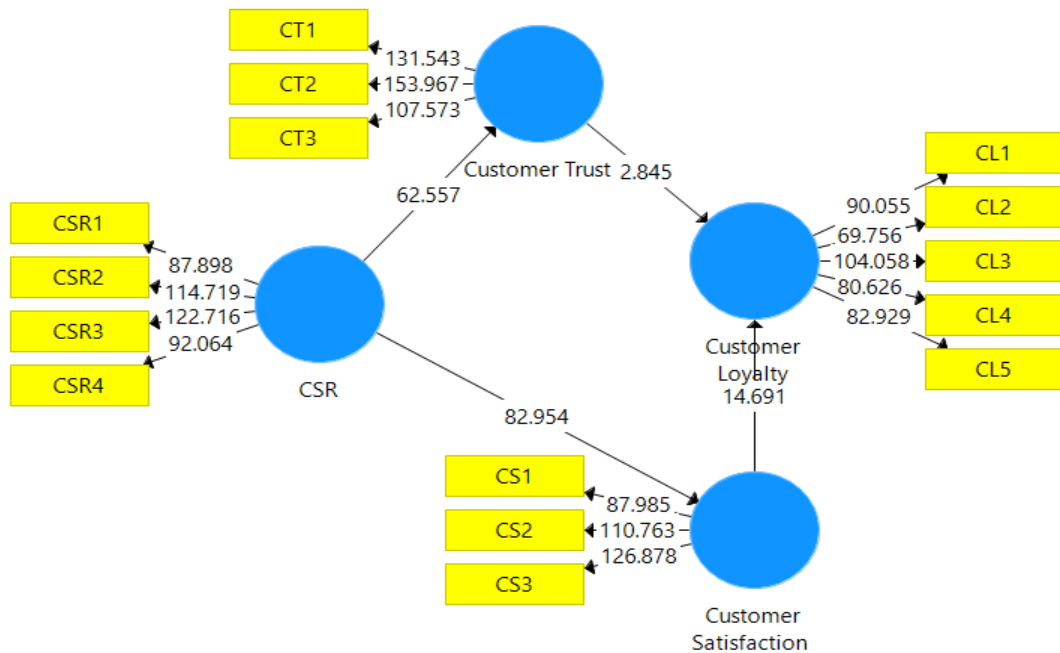 CT1
131.543
CT2
153.967
CT3
107.573
Customer Trust
2.845
62.557
CL1
90.055
CL2
69.756
CL3
104.058
CL4
80.626
CL5
82.929
Customer
Loyalty
14.691
CSR1
87.898
CSR2
114.719
CSR3
122.716
CSR4
92.064
CSR
82.954
CS1
87.985
CS2
110.763
CS3
126.878
Customer
Satisfaction